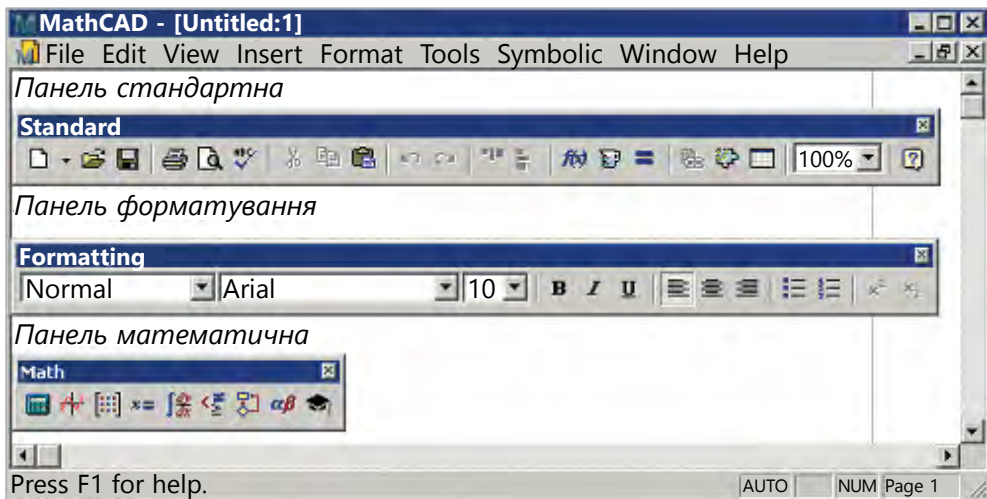 MathCAD - [Untitled:1]
File Edit View Insert Format Tools Symbolic Window Help
Панель стандартна
Standard
100%
Панель форматування
Formatting
Normal Arial 10 B I U
Панель математична
Math
Press F1 for help. AUTO NUM Page 1